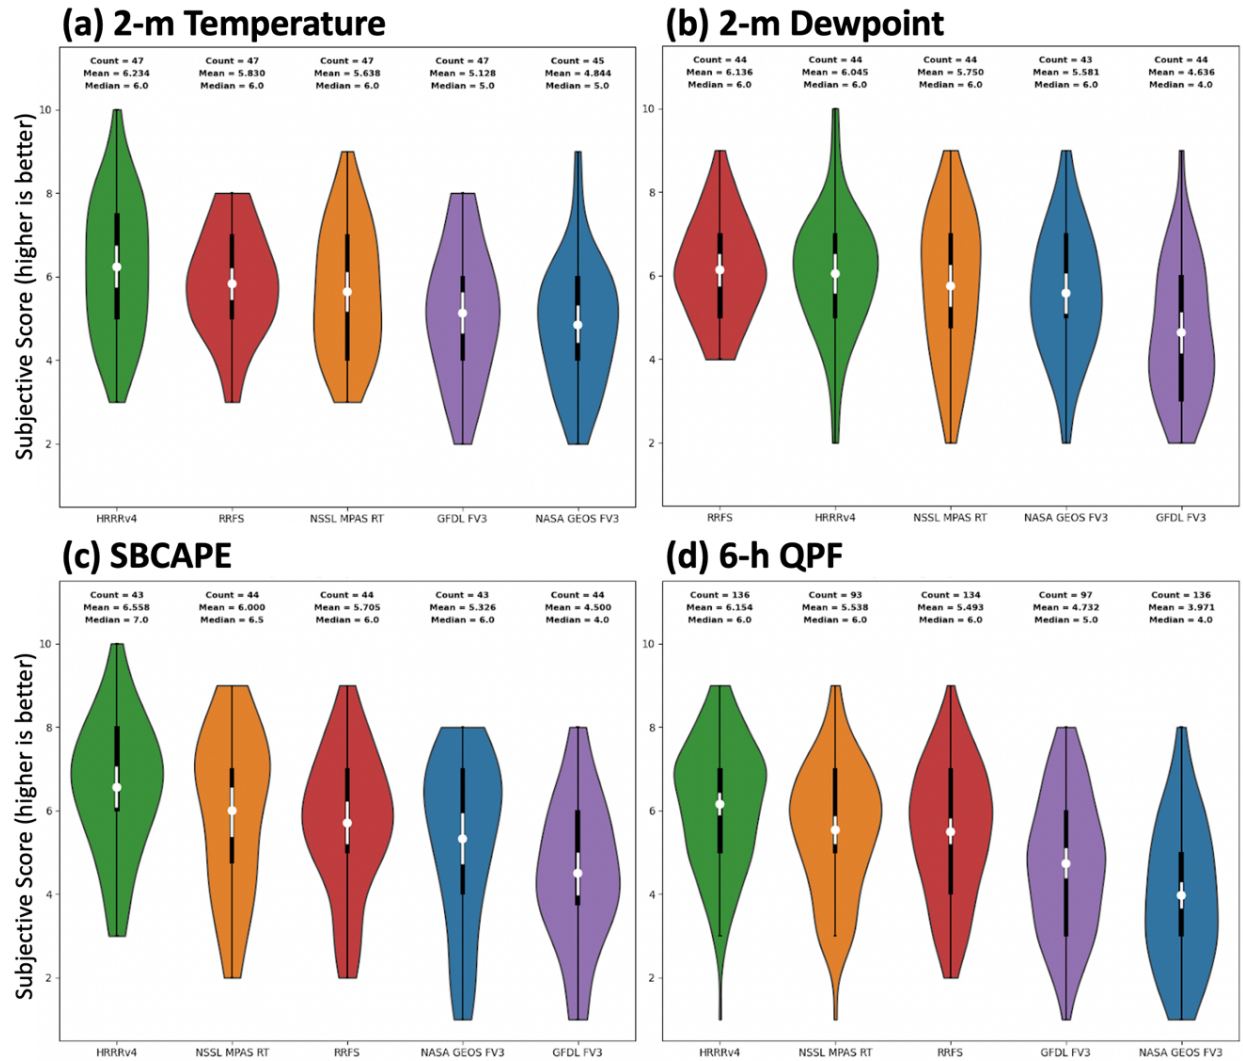 (a) 2-m Temperature
Count = 47 Count = 47 Count = 47 Count = 47 Count = 45
Mean = 6.234 Mean = 5.830 Mean = 5.638 Mean = 5.128 Mean = 4.844
Median = 6.0 Median = 6.0 Median = 6.0 Median = 5.0 Median = 5.0
Subjective Score (higher is better)
10
8
6
4
2
HRRRv4 RRFS NSSL MPAS RT GFDL FV3 NASA GEOS FV3
(b) 2-m Dewpoint
Count = 44 Count = 44 Count = 44 Count = 43 Count = 44
Mean = 6.136 Mean = 6.045 Mean = 5.750 Mean = 5.581 Mean = 4.636
Median = 6.0 Median = 6.0 Median = 6.0 Median = 6.0 Median = 4.0
10
8
6
4
2
RRFS HRRRv4 NSSL MPAS RT NASA GEOS FV3 GFDL FV3
(c) SBCAPE
Count = 43 Count = 44 Count = 44 Count = 43 Count = 44
Mean = 6.558 Mean = 6.000 Mean = 5.705 Mean = 5.326 Mean = 4.500
Median = 7.0 Median = 6.5 Median = 6.0 Median = 6.0 Median = 4.0
Subjective Score (higher is better)
10
8
6
4
2
HRRRv4 NSSL MPAS RT RRFS NASA GEOS FV3 GFDL FV3
(d) 6-h QPF
Count = 136 Count = 93 Count = 134 Count = 97 Count = 136
Mean = 6.154 Mean = 5.538 Mean = 5.493 Mean = 4.732 Mean = 3.971
Median = 6.0 Median = 6.0 Median = 6.0 Median = 5.0 Median = 4.0
10
8
6
4
2
HRRRv4 NSSL MPAS RT RRFS GFDL FV3 NASA GEOS FV3